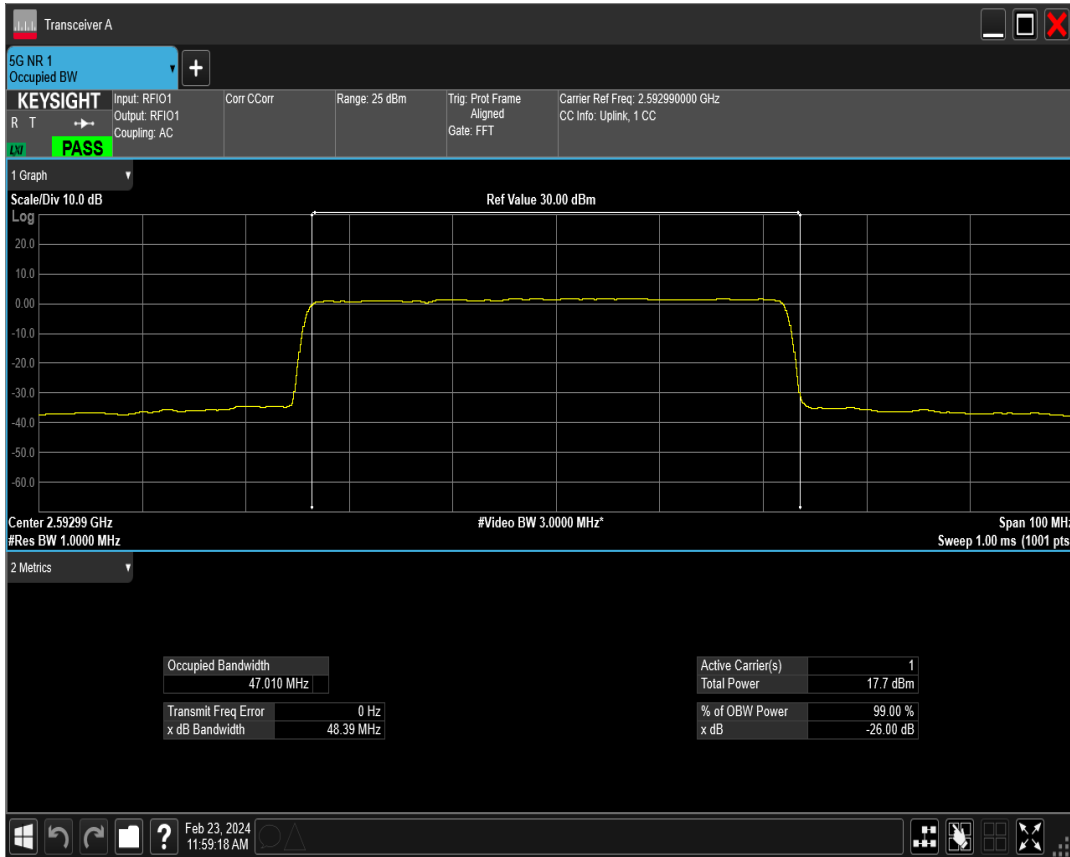 Transceiver A
5G NR 1
Occupied BW
KEYSIGHT
R T
LXI
PASS
Input: RFIO1
Output: RFIO1
Coupling: AC
Corr CCorr
Range: 25 dBm
Trig: Prot Frame
Aligned
Gate: FFT
Carrier Ref Freq: 2.592990000 GHz
CC Info: Uplink, 1 CC
1 Graph
Scale/Div 10.0 dB
Ref Value 30.00 dBm
Log
20.0
10.0
0.00
-10.0
-20.0
-30.0
-40.0
-50.0
-60.0
Center 2.59299 GHz
#Video BW 3.0000 MHz*
Span 100 MHz
#Res BW 1.0000 MHz
Sweep 1.00 ms (1001 pts
2 Metrics
Occupied Bandwidth
47.010 MHz
Transmit Freq Error 0 Hz
x dB Bandwidth 48.39 MHz
Active Carrier(s) 1
Total Power 17.7 dBm
% of OBW Power 99.00 %
x dB -26.00 dB
?
Feb 23, 2024
11:59:18 AM